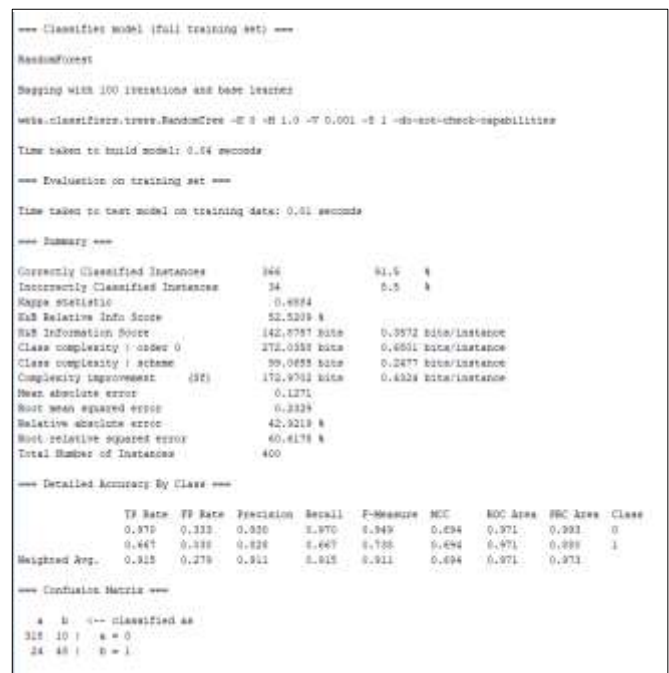 === Classifier model (full training set) ===
RandomForest
Bagging with 100 iterations and base learner
weka.classifiers.trees.RandomTree -K 0 -M 1.0 -V 0.001 -S 1 -do-not-check-capabilities
Time taken to build model: 0.04 seconds
=== Evaluation on training set ===
Time taken to test model on training data: 0.01 seconds
=== Summary ===
Correctly Classified Instances 366 91.5 %
Incorrectly Classified Instances 34 8.5 %
Kappa statistic
K&B Relative Info Score 52.5209 %
K&B Information Score 142.8787 bits 0.3572 bits/instance
Class complexity | order 0 272.0358 bits 0.6801 bits/instance
Class complexity | scheme bits 0.2477 bits/instance
Complexity improvement (Sf) 172.9702 bits 0.4324 bits/instance
Mean absolute error 0.1271
Root mean squared error 0.2329
Relative absolute error 42.9219 %
Root relative squared error 60.6178 %
Total Number of Instances 400
=== Detailed Accuracy By Class ===
TP Rate FP Rate Precision Recall F-Measure MCC ROC Area PRC Area Class
0.970 0.333 0.930 0.970 0.949 0.694 0.971 0.993 0
0.667 0.030 0.828 0.667 0.738 0.694 0.971 1
Weighted Avg. 0.915 0.279 0.911 0.915 0.911 0.694 0.971 0.973
=== Confusion Matrix ===
a b <-- classified as
318 10 | a = 0
24 48 | b = 1